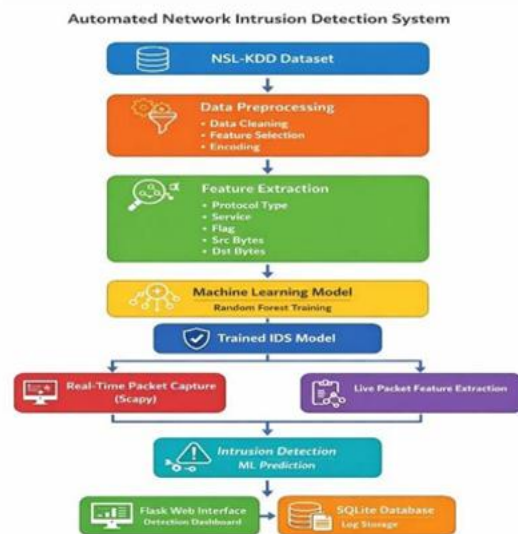 Automated Network Intrusion Detection System
NSL-KDD Dataset
Data Preprocessing
• Data Cleaning
• Feature Selection
• Encoding
Feature Extraction
• Protocol Type
• Service
• Flag
• Src Bytes
• Dst Bytes
Machine Learning Model
Random Forest Training
Trained IDS Model
Real-Time Packet Capture
(Scapy)
Live Packet Feature Extraction
Intrusion Detection
ML Prediction
Flask Web Interface
Detection Dashboard
SQLite Database
Log Storage